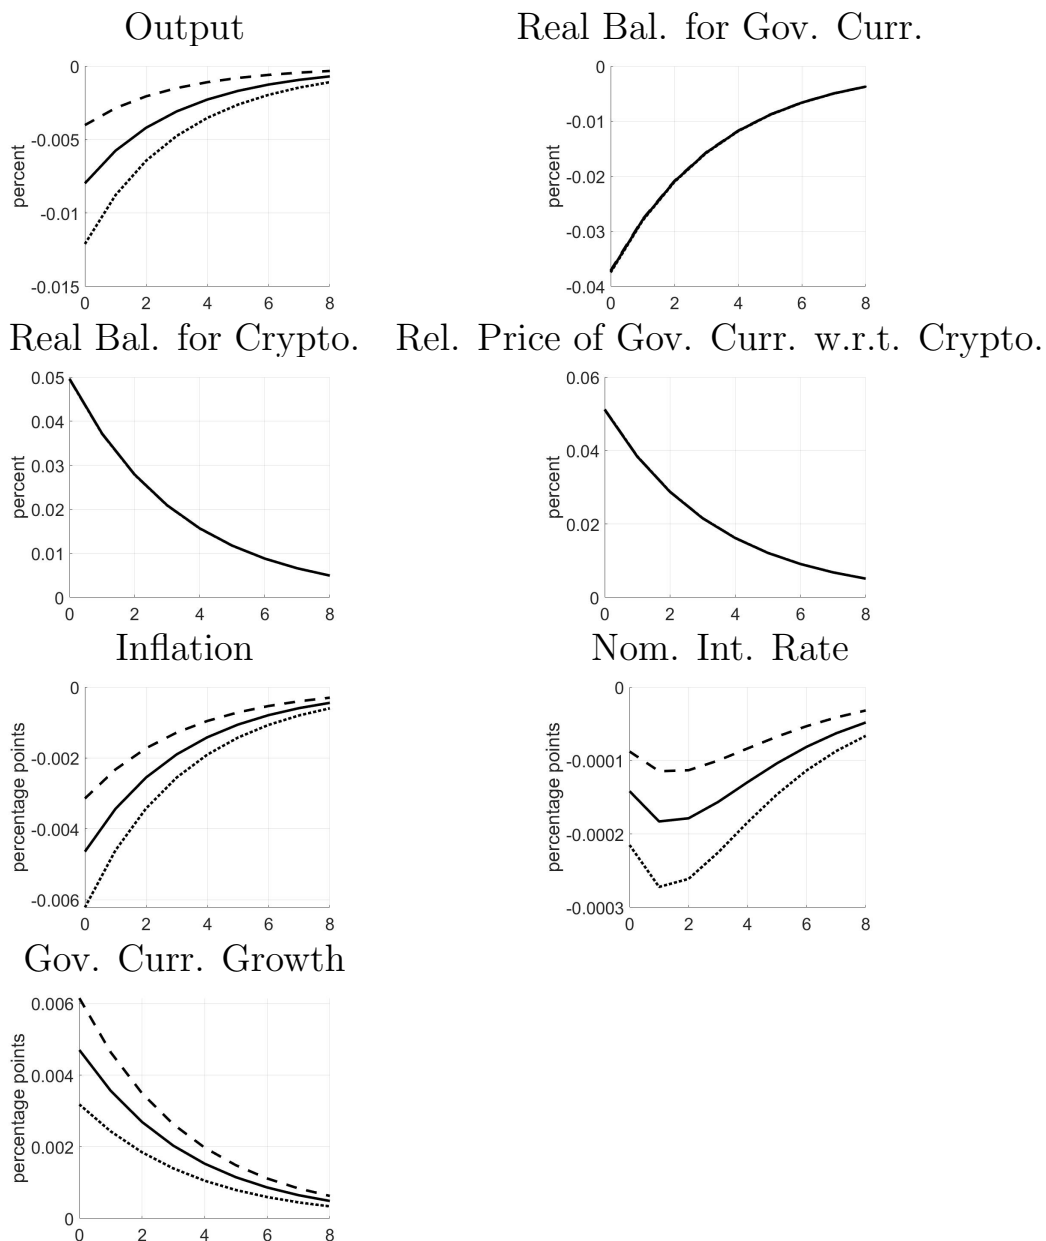 Output
Real Bal. for Gov. Curr.
0
-0.005
-0.01
-0.015
percent
0 2 4 6 8
0
-0.01
-0.02
-0.03
-0.04
percent
0 2 4 6 8
Real Bal. for Crypto.
Rel. Price of Gov. Curr. w.r.t. Crypto.
0.05
0.04
0.03
0.02
0.01
0
percent
0 2 4 6 8
0.06
0.04
0.02
0
percent
0 2 4 6 8
Inflation
Nom. Int. Rate
0
-0.002
-0.004
-0.006
percentage points
0 2 4 6 8
0
-0.0001
-0.0002
-0.0003
percentage points
0 2 4 6 8
Gov. Curr. Growth
0.006
0.004
0.002
0
percentage points
0 2 4 6 8